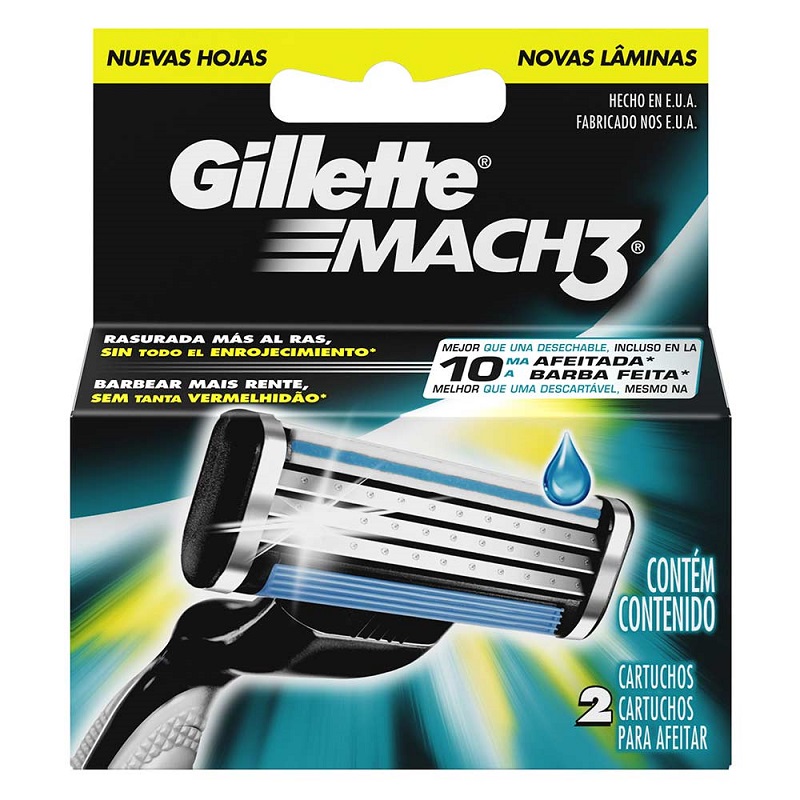 NUEVAS HOJAS
NOVAS LÂMINAS
HECHO EN E.U.A.
FABRICADO NOS E.U.A.
Gillette®
MACH3®
RASURADA MÁS AL RAS,
SIN TODO EL ENROJECIMIENTO*
BARBEAR MAIS RENTE,
SEM TANTA VERMELHIDÃO*
MEJOR QUE UNA DESECHABLE, INCLUSO EN LA
10 MA AFEITADA*
A BARBA FEITA*
MELHOR QUE UMA DESCARTÁVEL, MESMO NA
CONTÉM
CONTENIDO
2 CARTUCHOS
CARTUCHOS
PARA AFEITAR